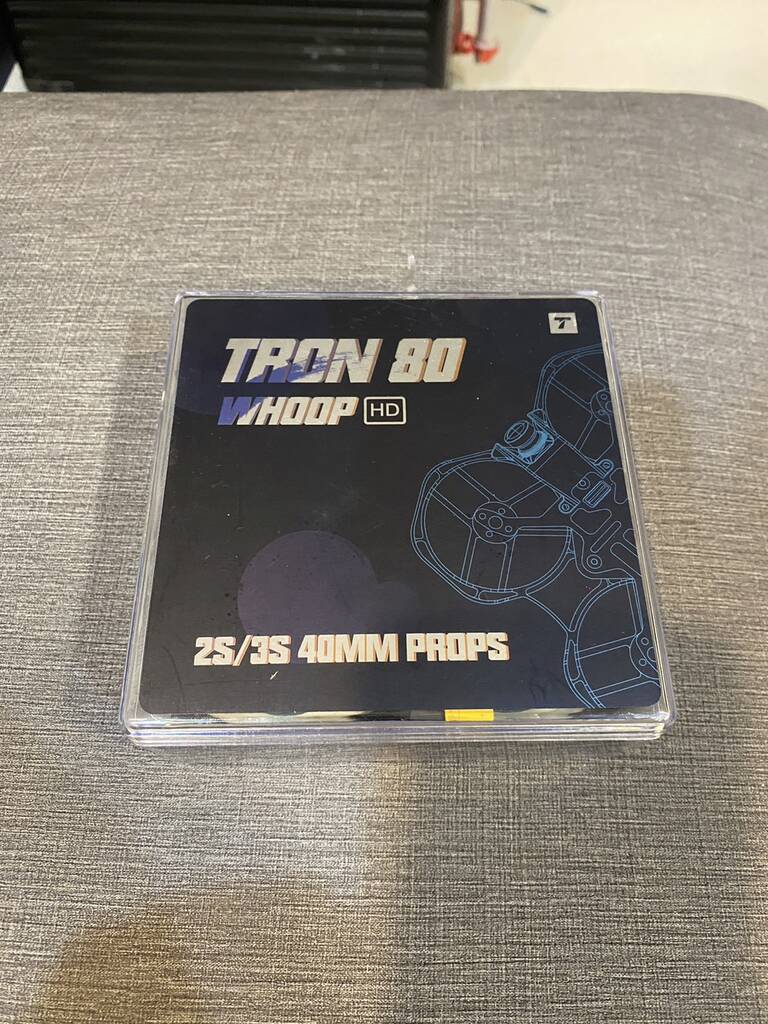 TRON 80
WHOOP HD
2S/3S 40MM PROPS